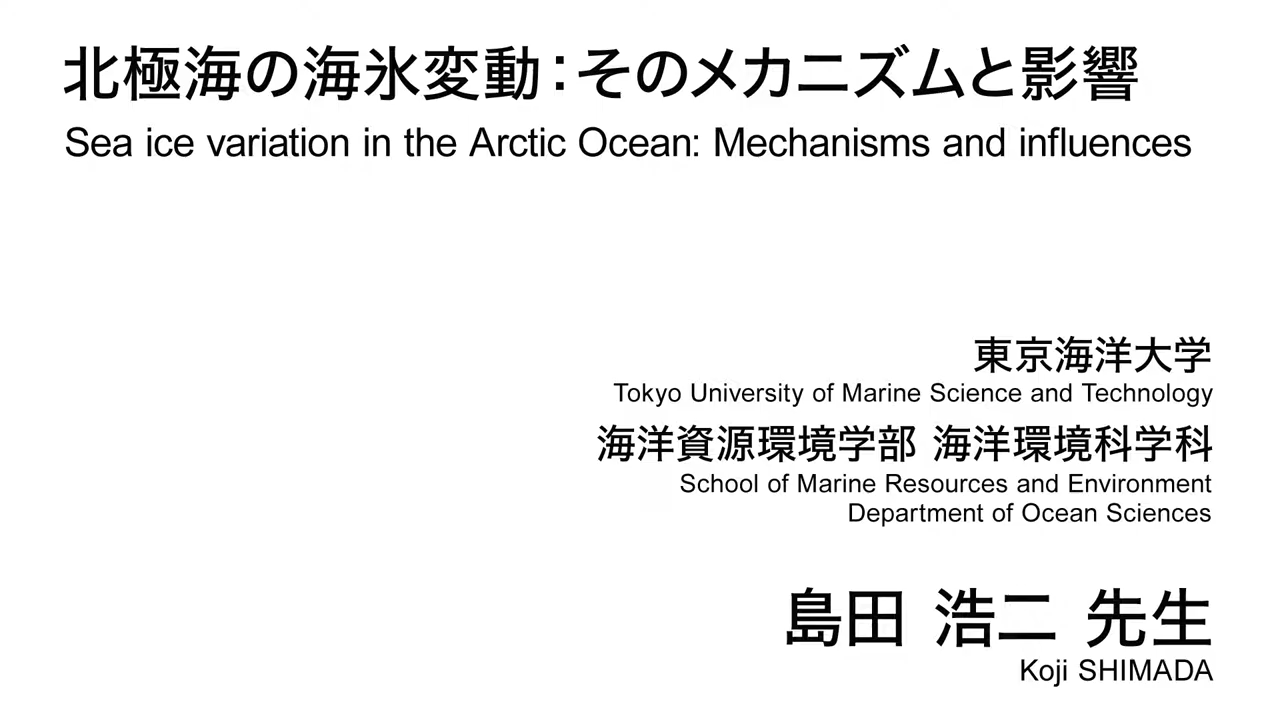 北極海の海氷変動：そのメカニズムと影響
Sea ice variation in the Arctic Ocean: Mechanisms and influences
東京海洋大学
Tokyo University of Marine Science and Technology
海洋資源環境学部 海洋環境科学科
School of Marine Resources and Environment
Department of Ocean Sciences
島田 浩二 先生
Koji SHIMADA